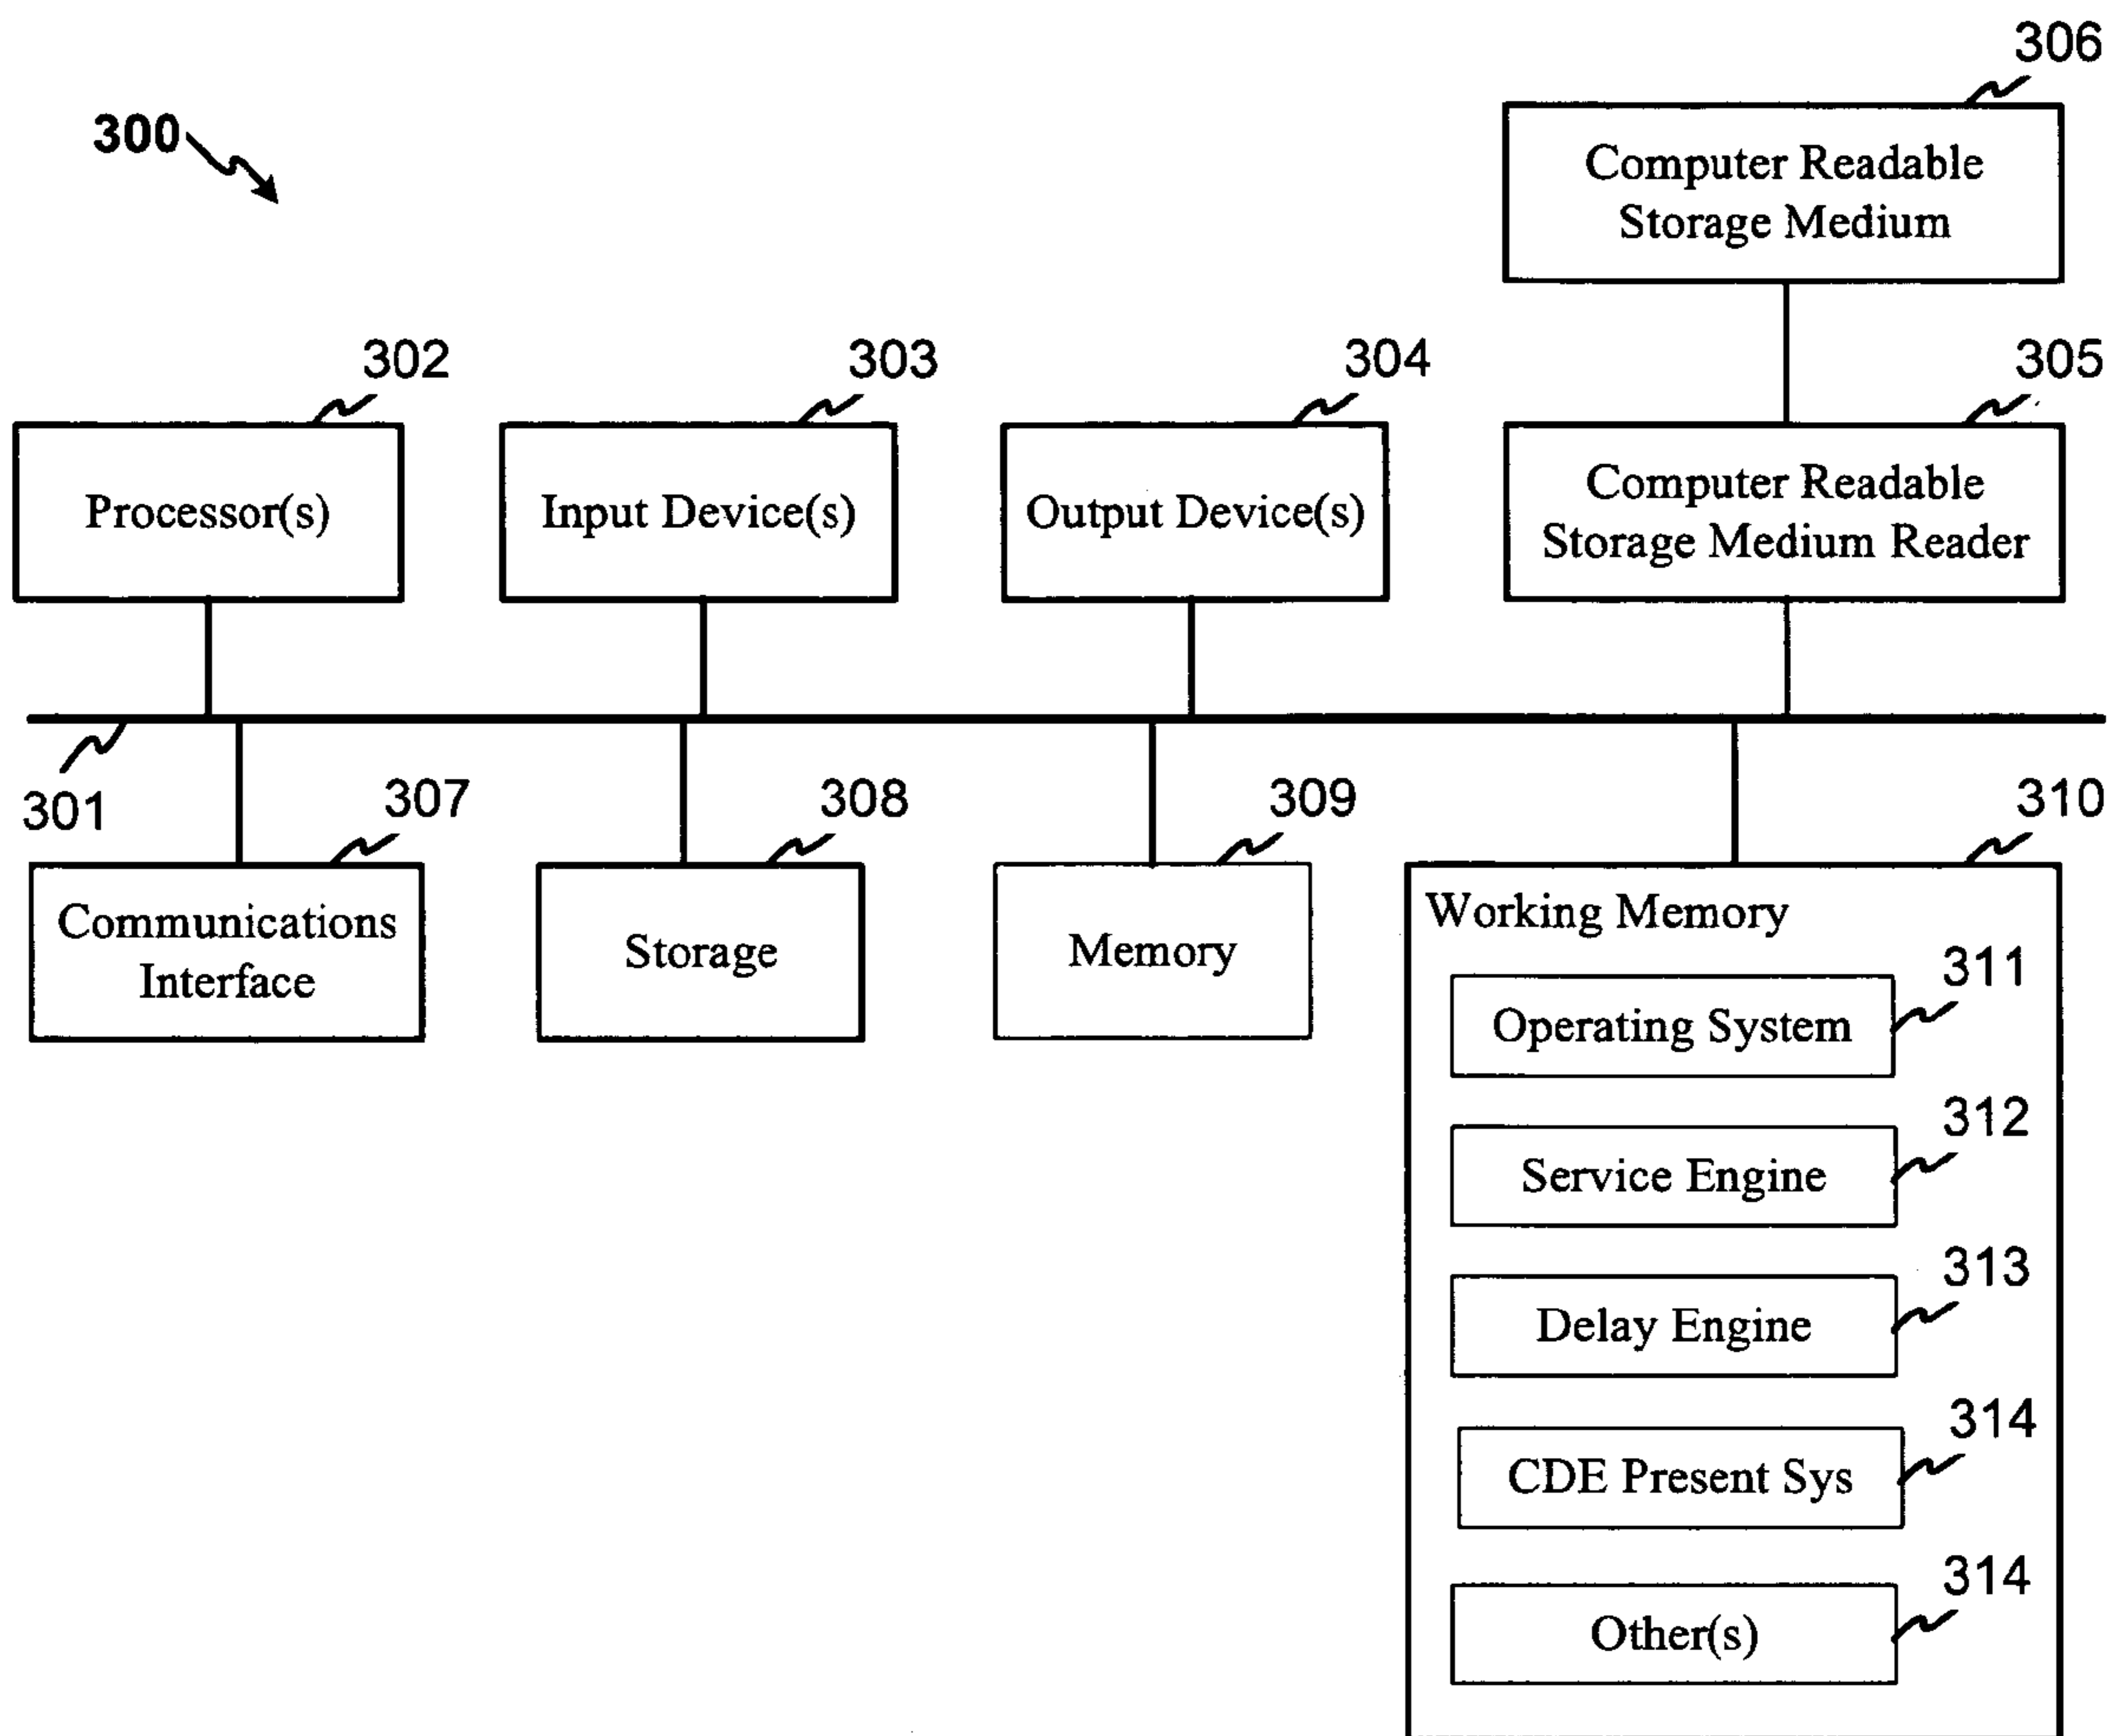 306
300
Computer Readable
Storage Medium
302
303
304
305
Processor(s)
Input Device(s)
Output Device(s)
Computer Readable
Storage Medium Reader
301
307
308
309
310
Communications
Interface
Storage
Memory
Working Memory
311
Operating System
312
Service Engine
313
Delay Engine
314
CDE Present Sys
314
Other(s)